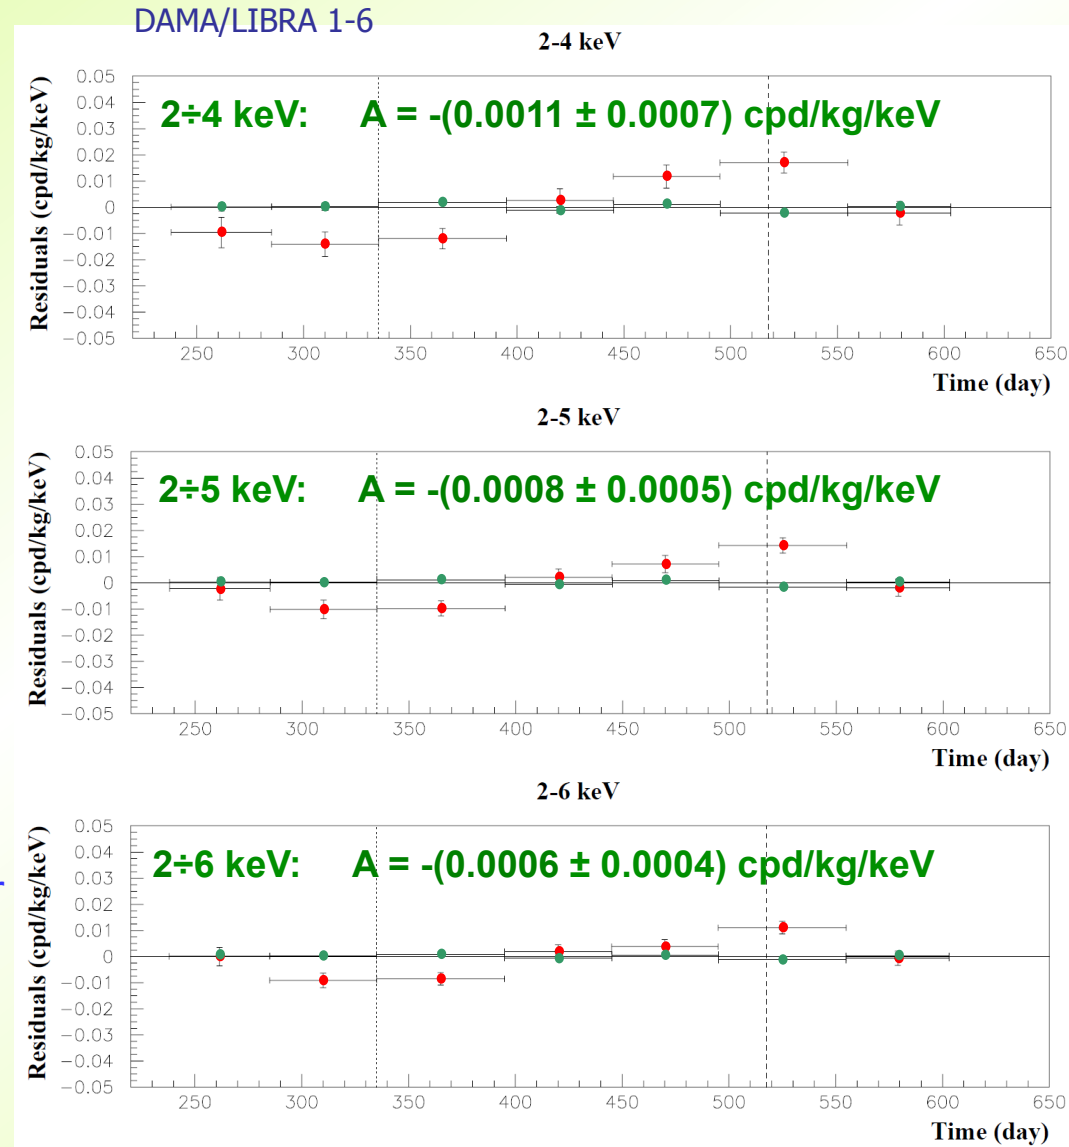 DAMA/LIBRA 1-6
2-4 keV
Residuals (cpd/kg/keV)
0.05
0.04
0.03
0.02
0.01
0
−0.01
−0.02
−0.03
−0.04
−0.05
2÷4 keV: A = -(0.0011 ± 0.0007) cpd/kg/keV
250 300 350 400 450 500 550 600 650
Time (day)
2-5 keV
Residuals (cpd/kg/keV)
0.05
0.04
0.03
0.02
0.01
0
−0.01
−0.02
−0.03
−0.04
−0.05
2÷5 keV: A = -(0.0008 ± 0.0005) cpd/kg/keV
250 300 350 400 450 500 550 600 650
Time (day)
2-6 keV
Residuals (cpd/kg/keV)
0.05
0.04
0.03
0.02
0.01
0
−0.01
−0.02
−0.03
−0.04
−0.05
2÷6 keV: A = -(0.0006 ± 0.0004) cpd/kg/keV
250 300 350 400 450 500 550 600 650
Time (day)